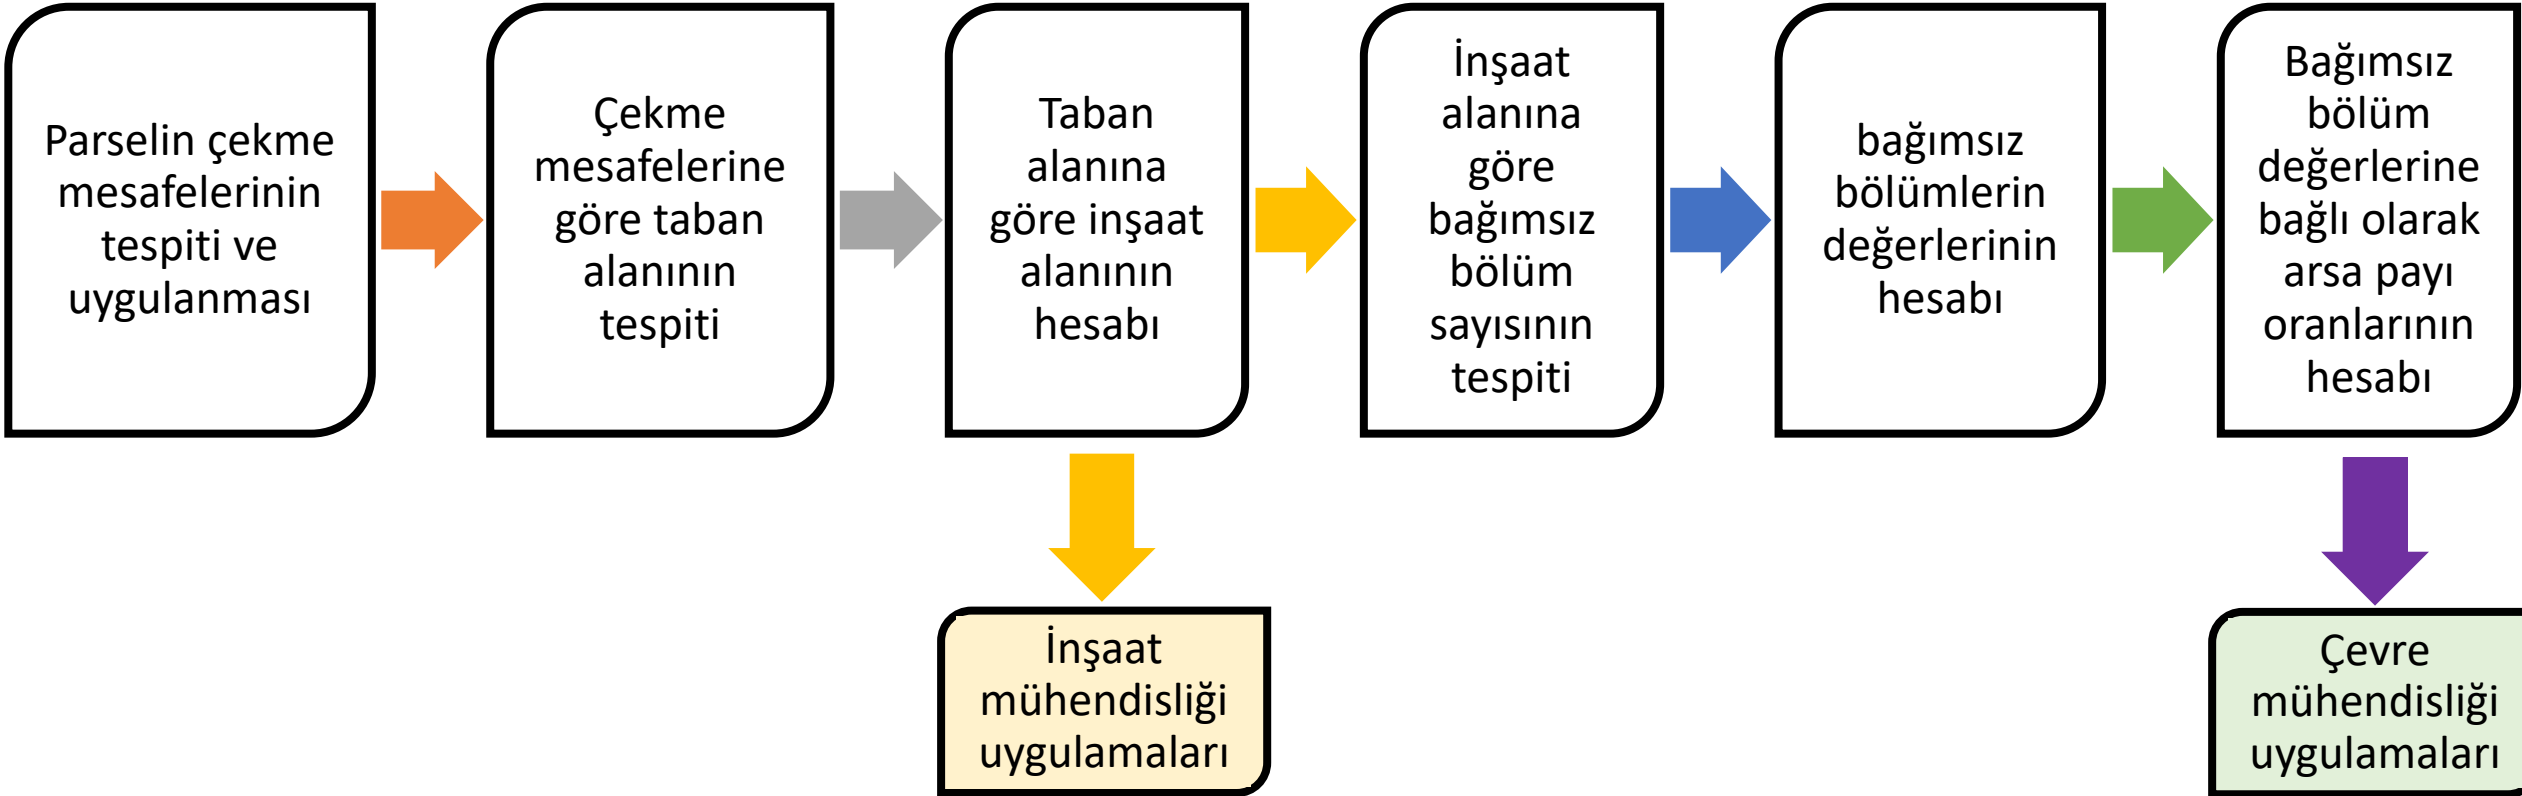 Parselin çekme
mesafelerinin
tespiti ve
uygulanması
Çekme
mesafelerine
göre taban
alanının
tespiti
Taban
alanına
göre inşaat
alanının
hesabı
İnşaat
alanına
göre
bağımsız
bölüm
sayısının
tespiti
bağımsız
bölümlerin
değerlerinin
hesabı
Bağımsız
bölüm
değerlerine
bağlı olarak
arsa payı
oranlarının
hesabı
İnşaat
mühendisliği
uygulamaları
Çevre
mühendisliği
uygulamaları